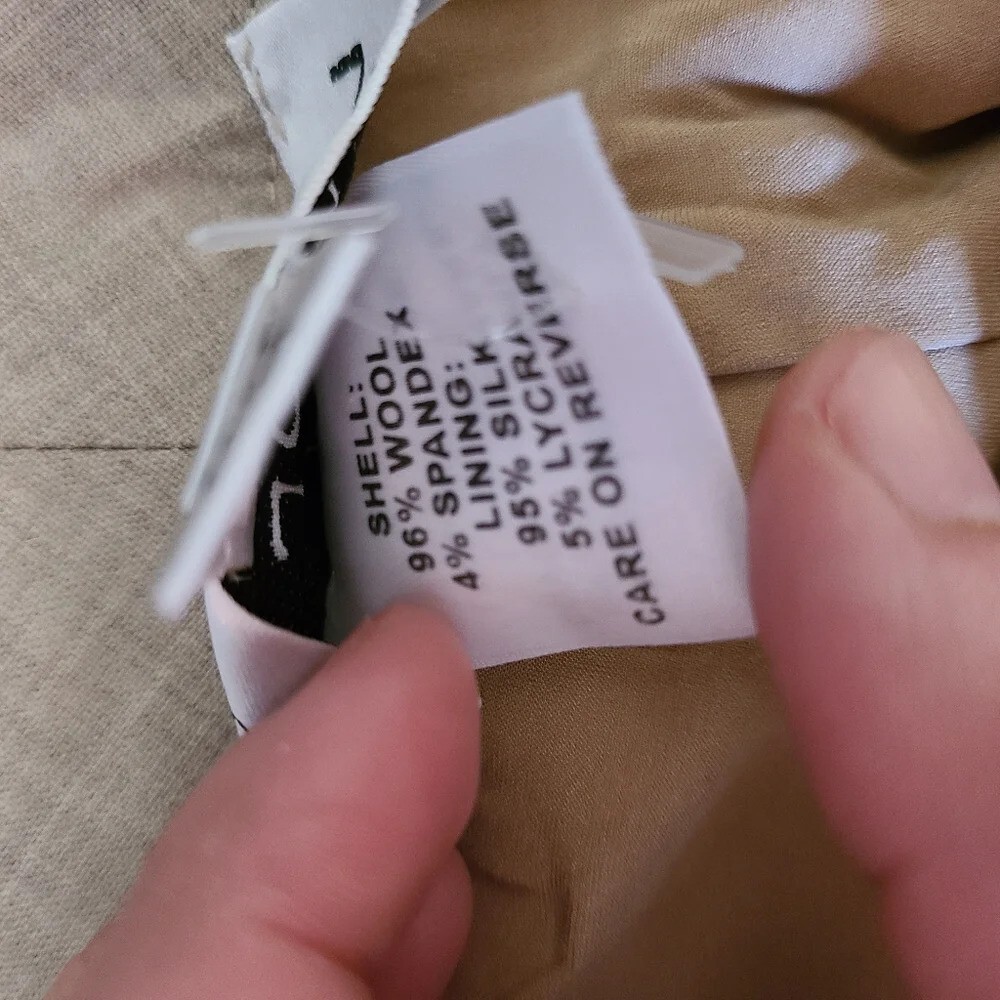 SHELL:
96% WOOL
4% SPANDEX
LINING:
95% SILK
5% LYCRA
CARE ON REVERSE